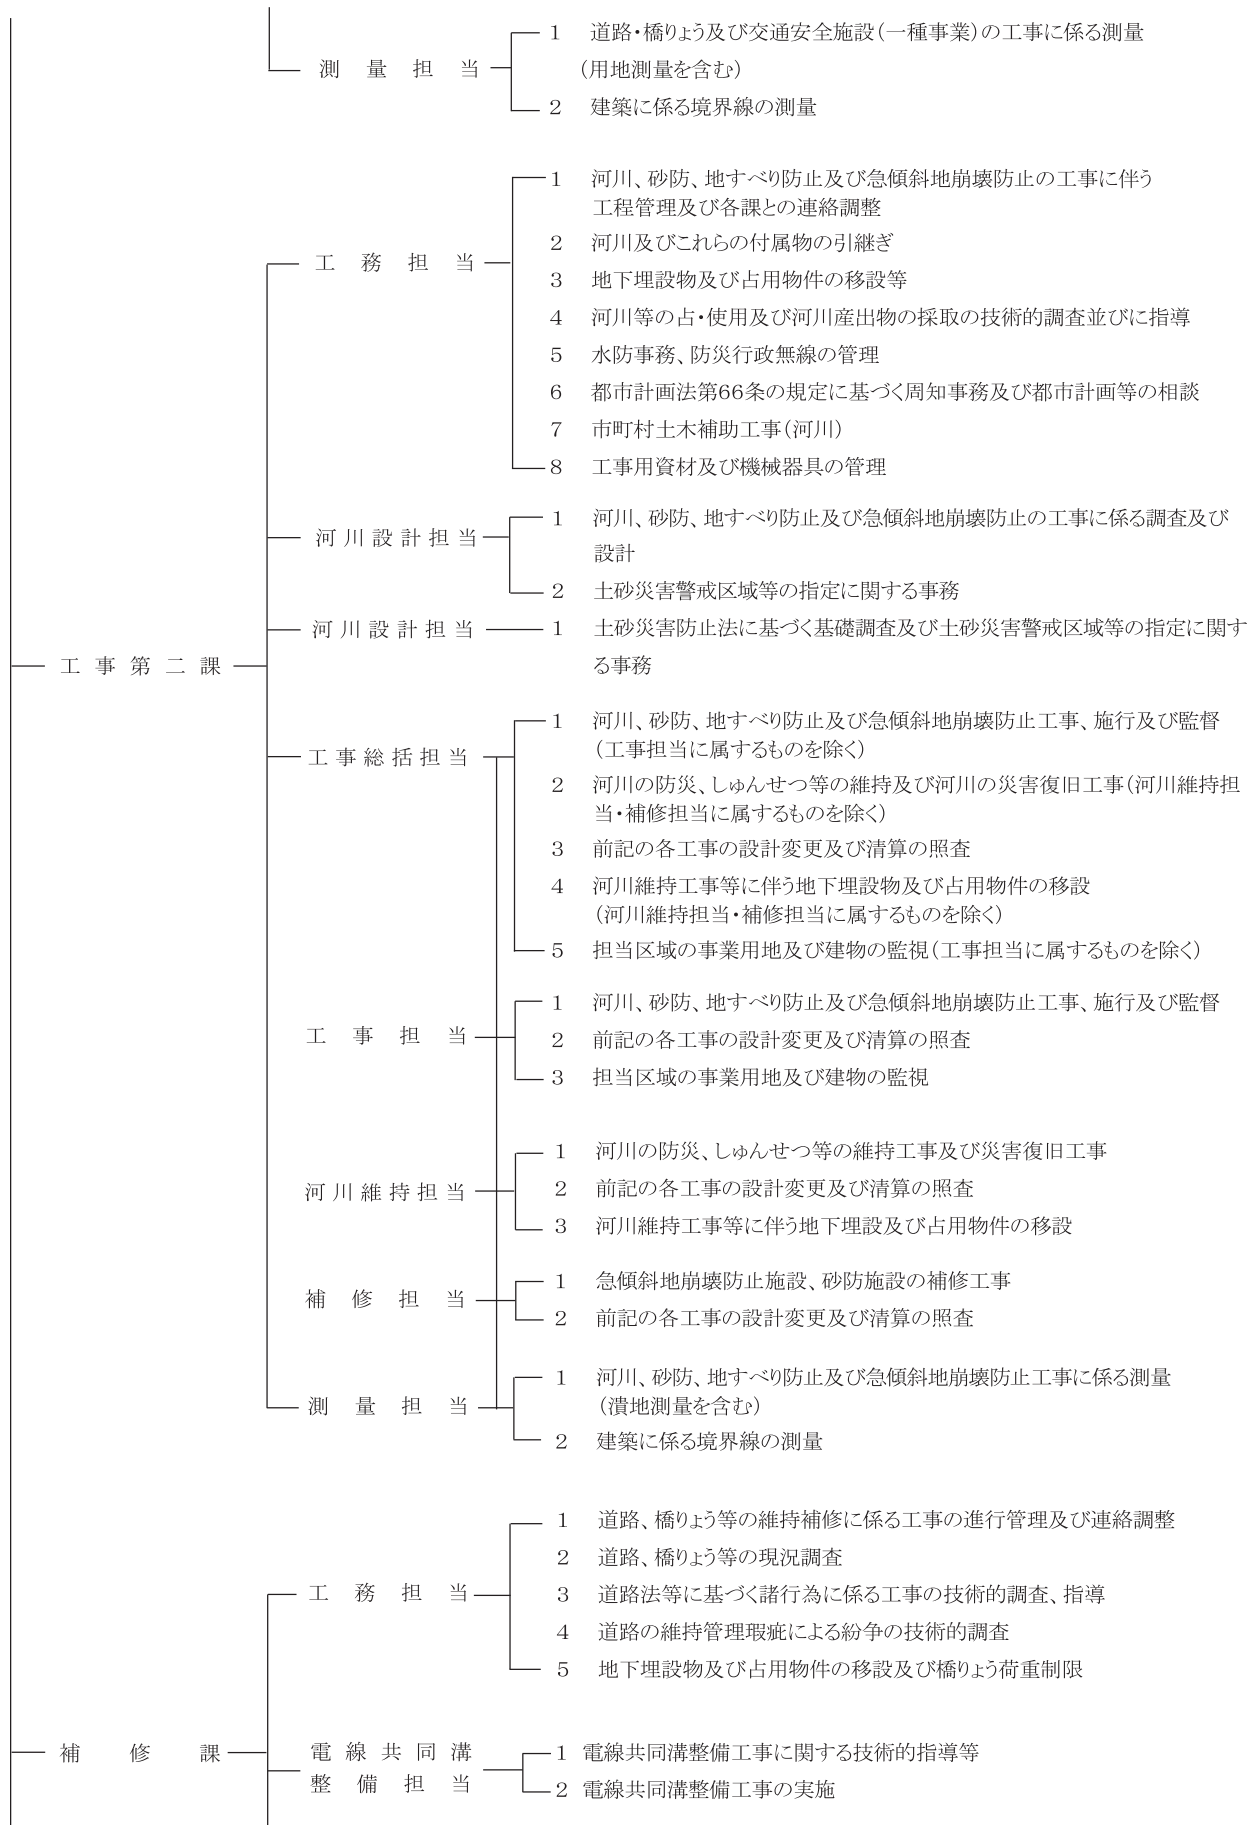 測量担当
1 道路・橋りょう及び交通安全施設(一種事業)の工事に係る測量
(用地測量を含む)
2 建築に係る境界線の測量
工事第二課
工務担当
1 河川、砂防、地すべり防止及び急傾斜地崩壊防止の工事に伴う
工程管理及び各課との連絡調整
2 河川及びこれらの付属物の引継ぎ
3 地下埋設物及び占用物件の移設等
4 河川等の占・使用及び河川産出物の採取の技術的調査並びに指導
5 水防事務、防災行政無線の管理
6 都市計画法第66条の規定に基づく周知事務及び都市計画等の相談
7 市町村土木補助工事(河川)
8 工事用資材及び機械器具の管理
河川設計担当
1 河川、砂防、地すべり防止及び急傾斜地崩壊防止の工事に係る調査及び
設計
2 土砂災害警戒区域等の指定に関する事務
河川設計担当
1 土砂災害防止法に基づく基礎調査及び土砂災害警戒区域等の指定に関す
る事務
工事総括担当
1 河川、砂防、地すべり防止及び急傾斜地崩壊防止工事、施行及び監督
(工事担当に属するものを除く)
2 河川の防災、しゅんせつ等の維持及び河川の災害復旧工事(河川維持担
当・補修担当に属するものを除く)
3 前記の各工事の設計変更及び清算の照査
4 河川維持工事等に伴う地下埋設物及び占用物件の移設
(河川維持担当・補修担当に属するものを除く)
5 担当区域の事業用地及び建物の監視(工事担当に属するものを除く)
工事担当
1 河川、砂防、地すべり防止及び急傾斜地崩壊防止工事、施行及び監督
2 前記の各工事の設計変更及び清算の照査
3 担当区域の事業用地及び建物の監視
河川維持担当
1 河川の防災、しゅんせつ等の維持工事及び災害復旧工事
2 前記の各工事の設計変更及び清算の照査
3 河川維持工事等に伴う地下埋設及び占用物件の移設
補修担当
1 急傾斜地崩壊防止施設、砂防施設の補修工事
2 前記の各工事の設計変更及び清算の照査
測量担当
1 河川、砂防、地すべり防止及び急傾斜地崩壊防止工事に係る測量
(潰地測量を含む)
2 建築に係る境界線の測量
補修課
工務担当
1 道路、橋りょう等の維持補修に係る工事の進行管理及び連絡調整
2 道路、橋りょう等の現況調査
3 道路法等に基づく諸行為に係る工事の技術的調査、指導
4 道路の維持管理瑕疵による紛争の技術的調査
5 地下埋設物及び占用物件の移設及び橋りょう荷重制限
電線共同溝
整備担当
1 電線共同溝整備工事に関する技術的指導等
2 電線共同溝整備工事の実施